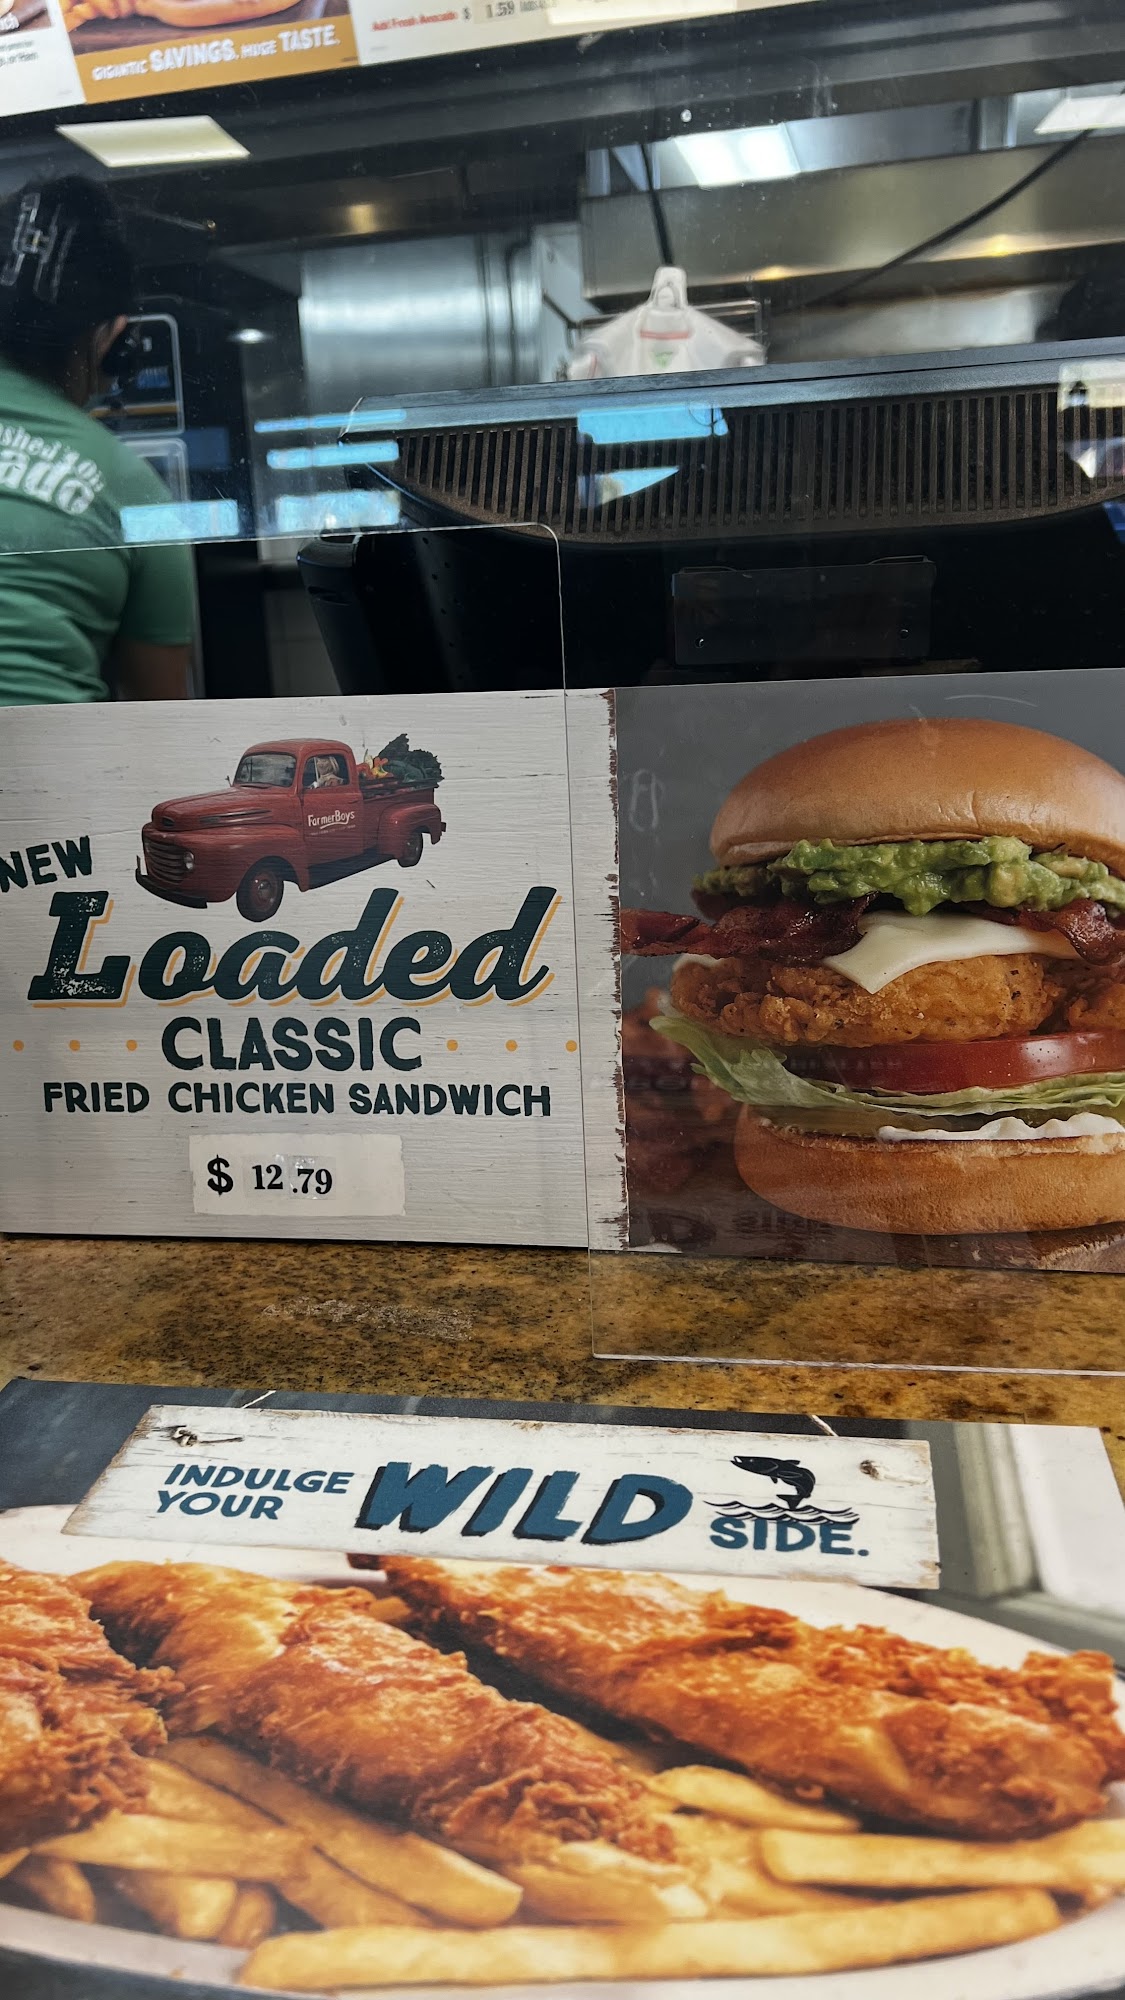 GIGANTIC SAVINGS. HUGE TASTE.
Add Fresh Avocado $ 1.59
NEW
FarmerBoys
Loaded
CLASSIC
FRIED CHICKEN SANDWICH
$ 12.79
INDULGE
YOUR
WILD
SIDE.